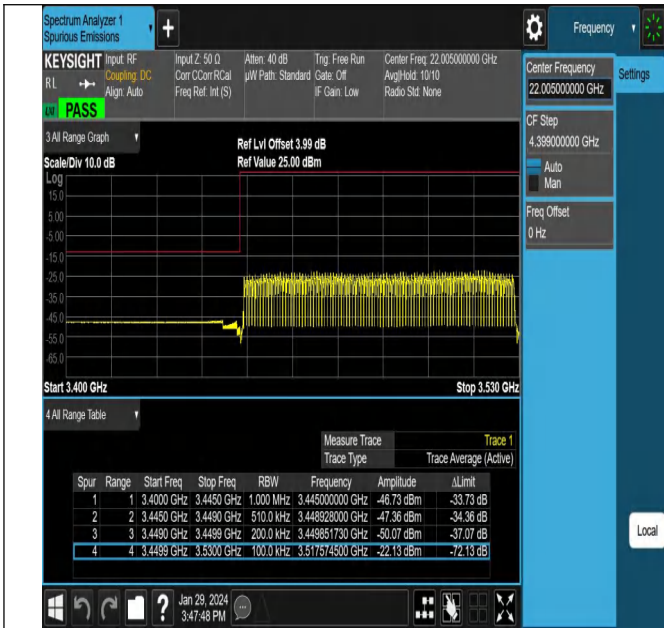 Spectrum Analyzer 1
Spurious Emissions
Frequency
KEYSIGHT
RL
Input: RF
Coupling: DC
Align: Auto
Input Z: 50 Ω
Corr CCorr RCal
Freq Ref: Int (S)
Atten: 40 dB
µW Path: Standard
Trig: Free Run
Gate: Off
IF Gain: Low
Center Freq: 22.005000000 GHz
Avg|Hold: 10/10
Radio Std: None
LXI
PASS
Center Frequency
22.005000000 GHz
Settings
CF Step
4.399000000 GHz
Auto
Man
Freq Offset
0 Hz
3 All Range Graph
Scale/Div 10.0 dB
Ref Lvl Offset 3.99 dB
Ref Value 25.00 dBm
Log
15.0
5.00
-5.00
-15.0
-25.0
-35.0
-45.0
-55.0
-65.0
Start 3.400 GHz
Stop 3.530 GHz
4 All Range Table
Measure Trace Trace 1
Trace Type Trace Average (Active)
Spur Range Start Freq Stop Freq RBW Frequency Amplitude ΔLimit
1 1 3.4000 GHz 3.4450 GHz 1.000 MHz 3.445000000 GHz -46.73 dBm -33.73 dB
2 2 3.4450 GHz 3.4490 GHz 510.0 kHz 3.448928000 GHz -47.36 dBm -34.36 dB
3 3 3.4490 GHz 3.4499 GHz 200.0 kHz 3.449851730 GHz -50.07 dBm -37.07 dB
4 4 3.4499 GHz 3.5300 GHz 100.0 kHz 3.517574500 GHz -22.13 dBm -72.13 dB
Local
?
Jan 29, 2024
3:47:48 PM